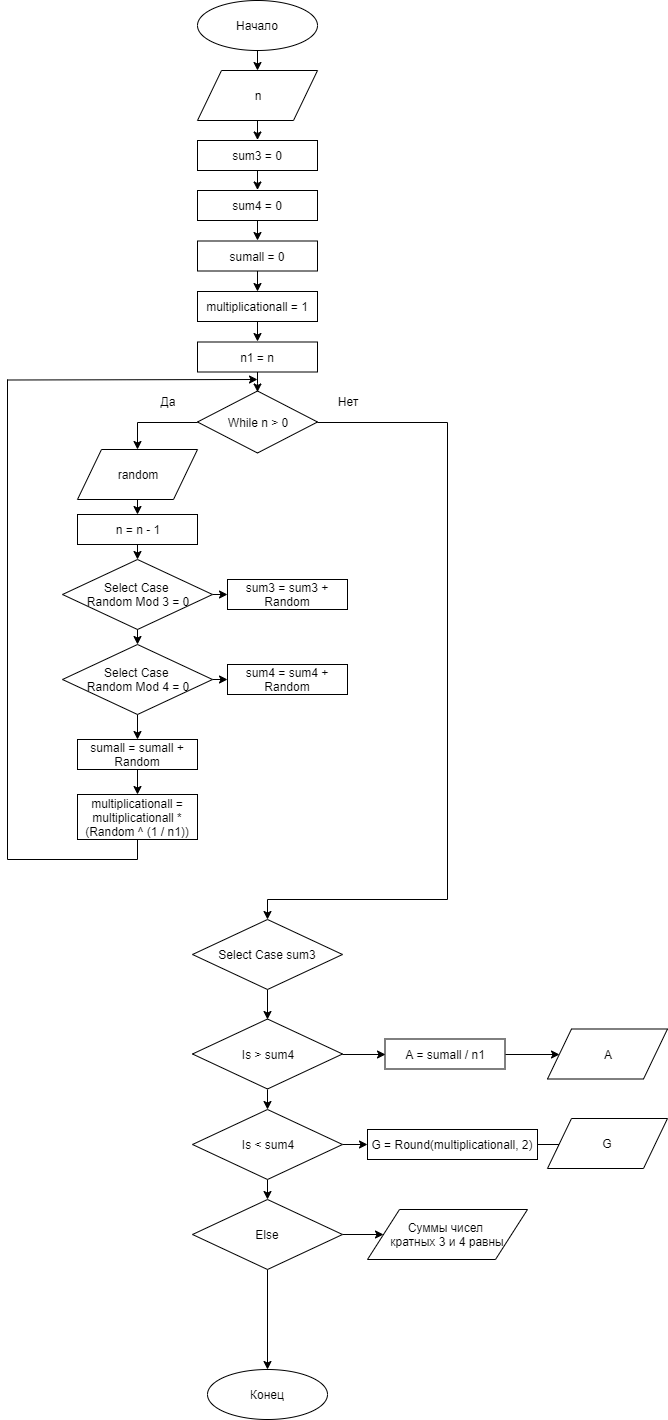 Начало
n
sum3 = 0
sum4 = 0
sumall = 0
multiplicationall = 1
n1 = n
Да
Нет
While n > 0
random
n = n - 1
Select Case
Random Mod 3 = 0
sum3 = sum3 +
Random
Select Case
Random Mod 4 = 0
sum4 = sum4 +
Random
sumall = sumall +
Random
multiplicationall =
multiplicationall *
(Random ^ (1 / n1))
Select Case sum3
Is > sum4
A = sumall / n1
A
Is < sum4
G = Round(multiplicationall, 2)
G
Else
Суммы чисел
кратных 3 и 4 равны
Конец